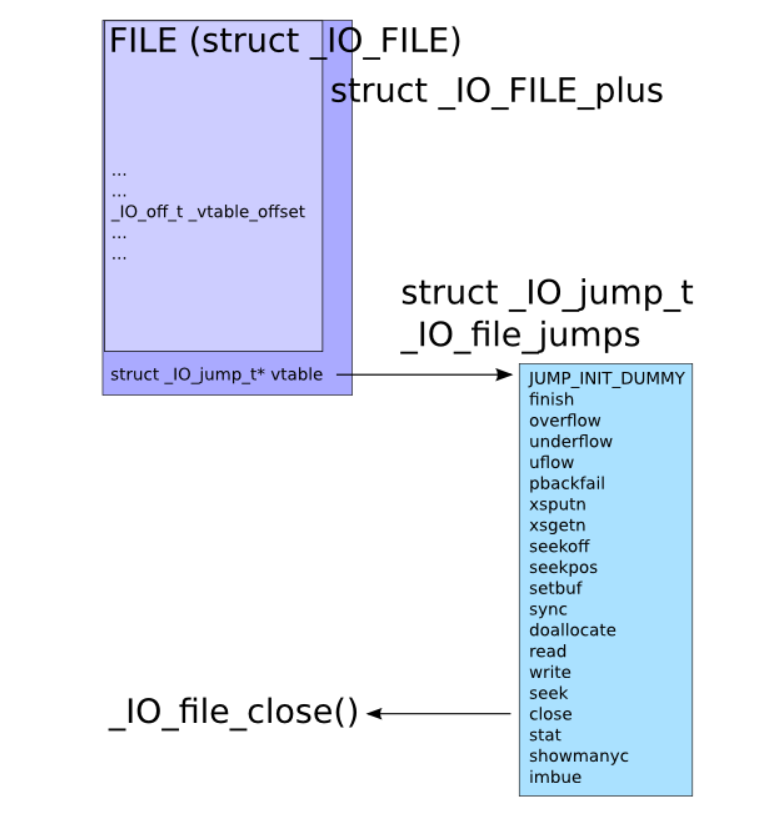 FILE (struct _IO_FILE)
struct _IO_FILE_plus
...
...
_IO_off_t _vtable_offset
...
...
struct _IO_jump_t* vtable
struct _IO_jump_t
_IO_file_jumps
JUMP_INIT_DUMMY
finish
overflow
underflow
uflow
pbackfail
xsputn
xsgetn
seekoff
seekpos
setbuf
sync
doallocate
read
write
seek
close
stat
showmanyc
imbue
_IO_file_close()